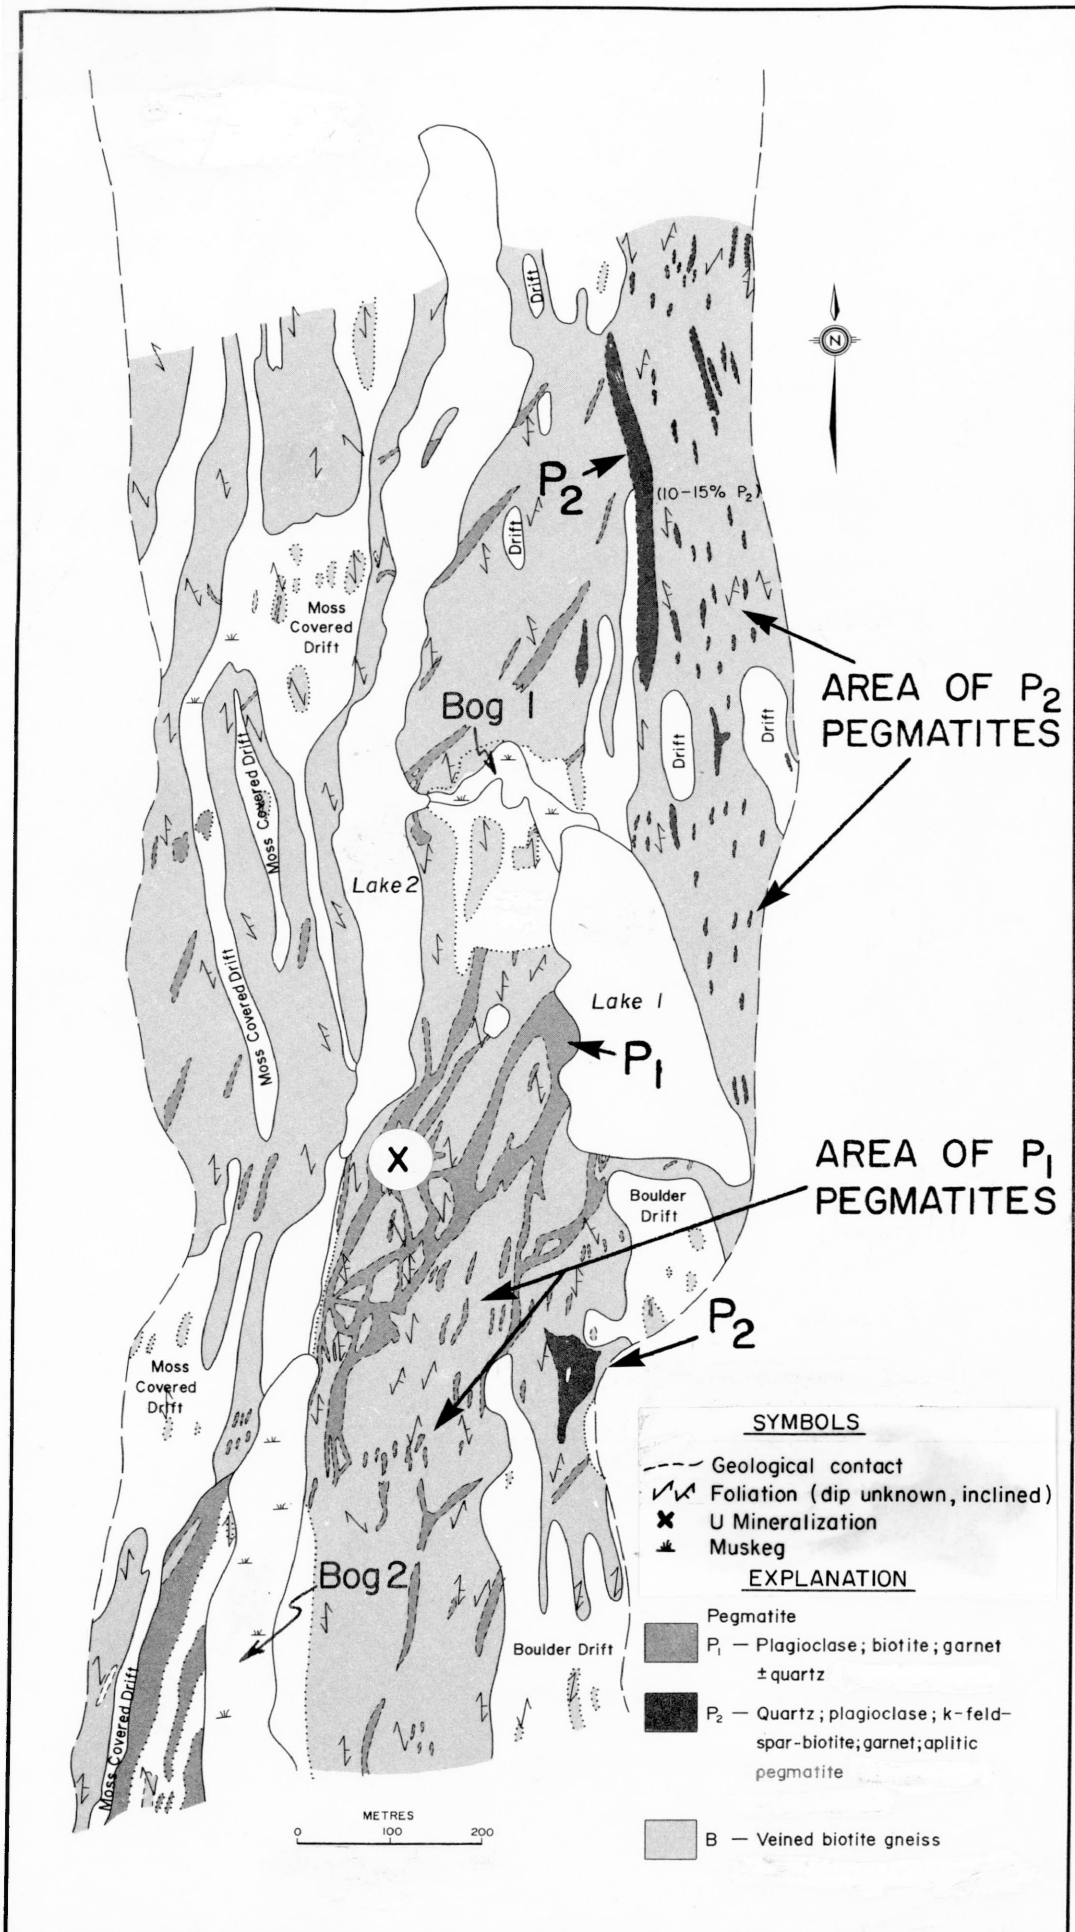 Drift
N
P2
(10-15% P2)
Drift
Moss
Covered
Drift
AREA OF P2
PEGMATITES
Bog 1
Drift
Drift
Moss Covered Drift
Lake 2
Moss Covered Drift
Lake 1
P1
X
AREA OF P1
PEGMATITES
Boulder
Drift
P2
Moss
Covered
Drift
SYMBOLS
Geological contact
Foliation (dip unknown, inclined)
X U Mineralization
Muskeg
EXPLANATION
Bog 2
Pegmatite
P1 — Plagioclase; biotite; garnet
± quartz
Boulder Drift
Moss Covered Drift
P2 — Quartz; plagioclase; k-feld-
spar-biotite; garnet; aplitic
pegmatite
METRES
0 100 200
B — Veined biotite gneiss